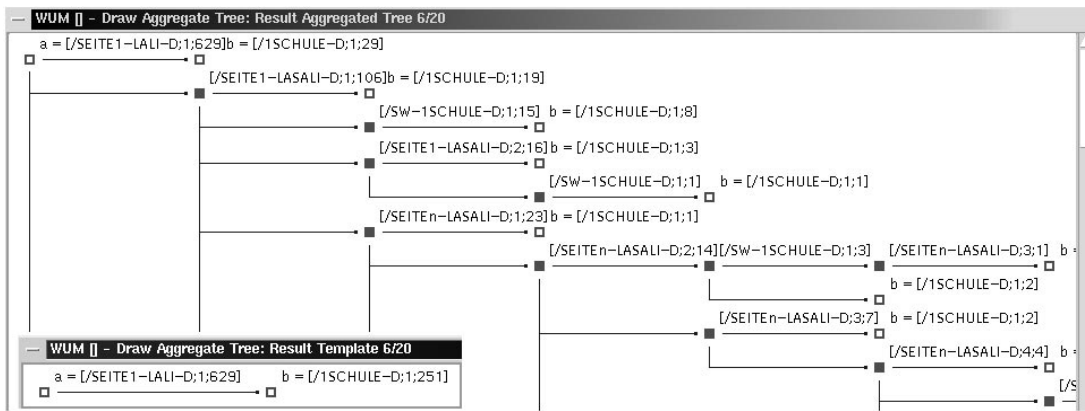 WUM [] – Draw Aggregate Tree: Result Aggregated Tree 6/20
a = [/SEITE1–LALI–D;1;629]b = [/1SCHULE–D;1;29]
[/SEITE1–LASALI–D;1;106]b = [/1SCHULE–D;1;19]
[/SW–1SCHULE–D;1;15] b = [/1SCHULE–D;1;8]
[/SEITE1–LASALI–D;2;16]b = [/1SCHULE–D;1;3]
[/SW–1SCHULE–D;1;1] b = [/1SCHULE–D;1;1]
[/SEITEn–LASALI–D;1;23]b = [/1SCHULE–D;1;1]
[/SEITEn–LASALI–D;2;14][/SW–1SCHULE–D;1;3] [/SEITEn–LASALI–D;3;1] b =
b = [/1SCHULE–D;1;2]
[/SEITEn–LASALI–D;3;7] b = [/1SCHULE–D;1;2]
[/SEITEn–LASALI–D;4;4] b =
[/S
WUM [] – Draw Aggregate Tree: Result Template 6/20
a = [/SEITE1–LALI–D;1;629] b = [/1SCHULE–D;1;251]